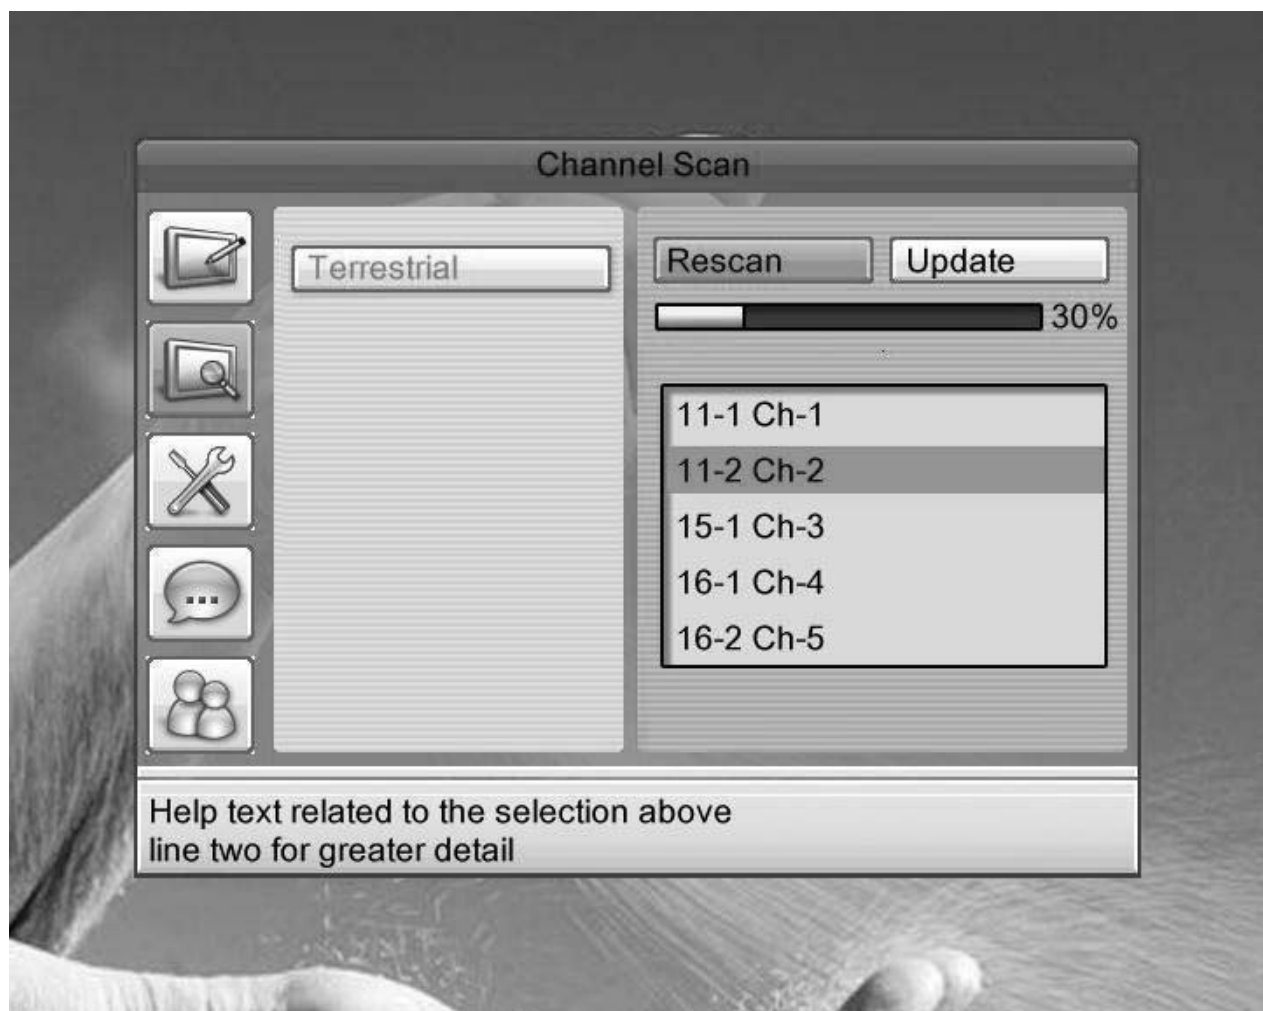 Channel Scan
Terrestrial
Rescan
Update
30%
11-1 Ch-1
11-2 Ch-2
15-1 Ch-3
16-1 Ch-4
16-2 Ch-5
Help text related to the selection above
line two for greater detail